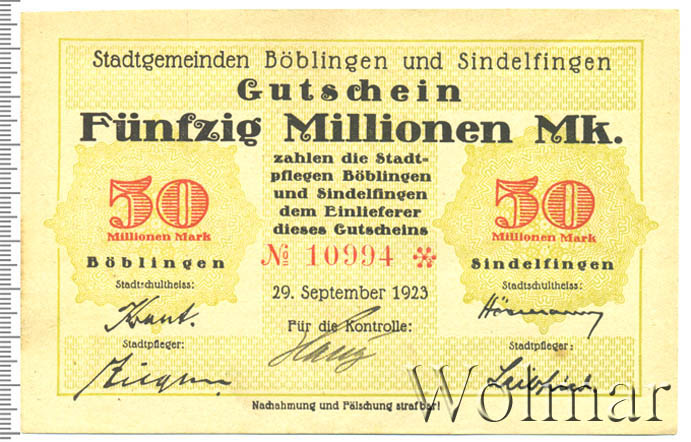 Stadtgemeinden Böblingen und Sindelfingen
Gutschein
Fünfzig Millionen Mk.
zahlen die Stadt-
pflegen Böblingen
und Sindelfingen
dem Einlieferer
dieses Gutscheins
50
Millionen Mark
50
Millionen Mark
№ 10994
Böblingen
Sindelfingen
29. September 1923
Stadtschultheiss:
Stadtschultheiss:
Kraut.
Hörmann
Für die Kontrolle:
Stadtpfleger:
Stadtpfleger:
Nachahmung und Fälschung strafbar!
Wolmar